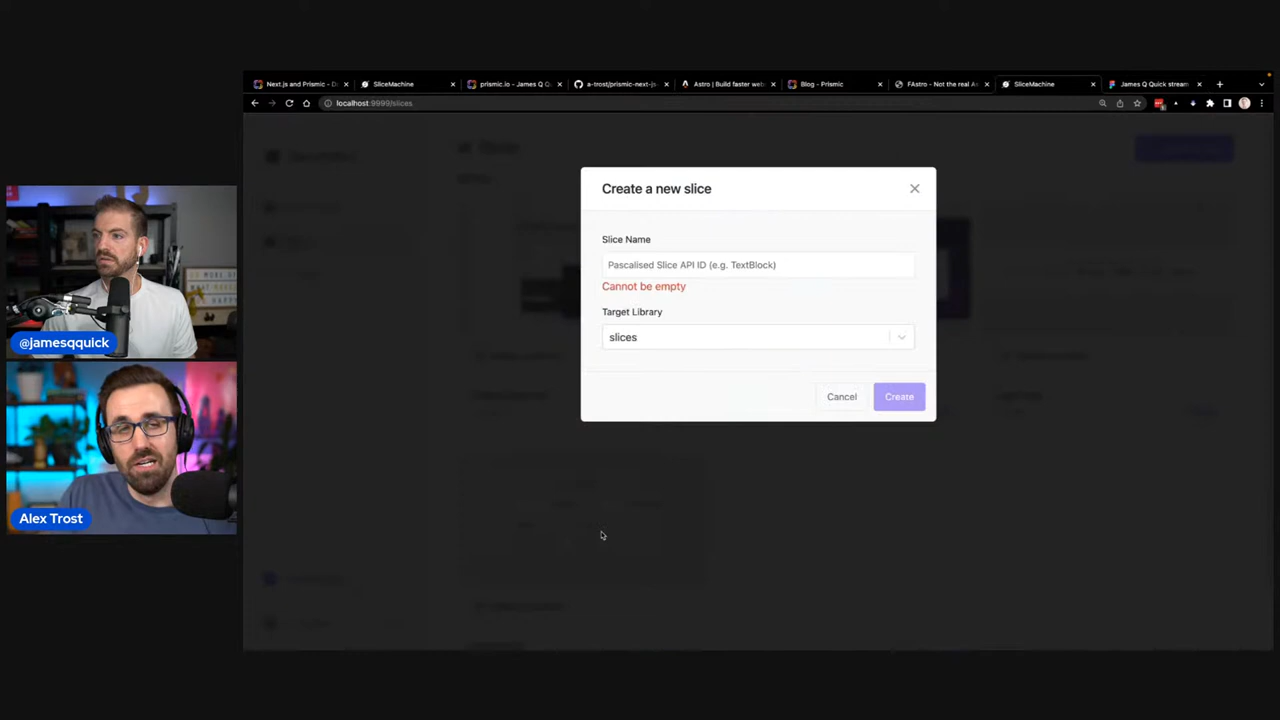 Next.js and Prismic - D
SliceMachine
prismic.io - James Q Qu
a-trost/prismic-next-js-
Astro | Build faster web
Blog - Prismic
FAstro - Not the real As
SliceMachine
James Q Quick stream
localhost:9999/slices
Create a new slice
Slice Name
Pascalised Slice API ID (e.g. TextBlock)
Cannot be empty
Target Library
slices
Cancel
Create
@jamesqquick
Alex Trost